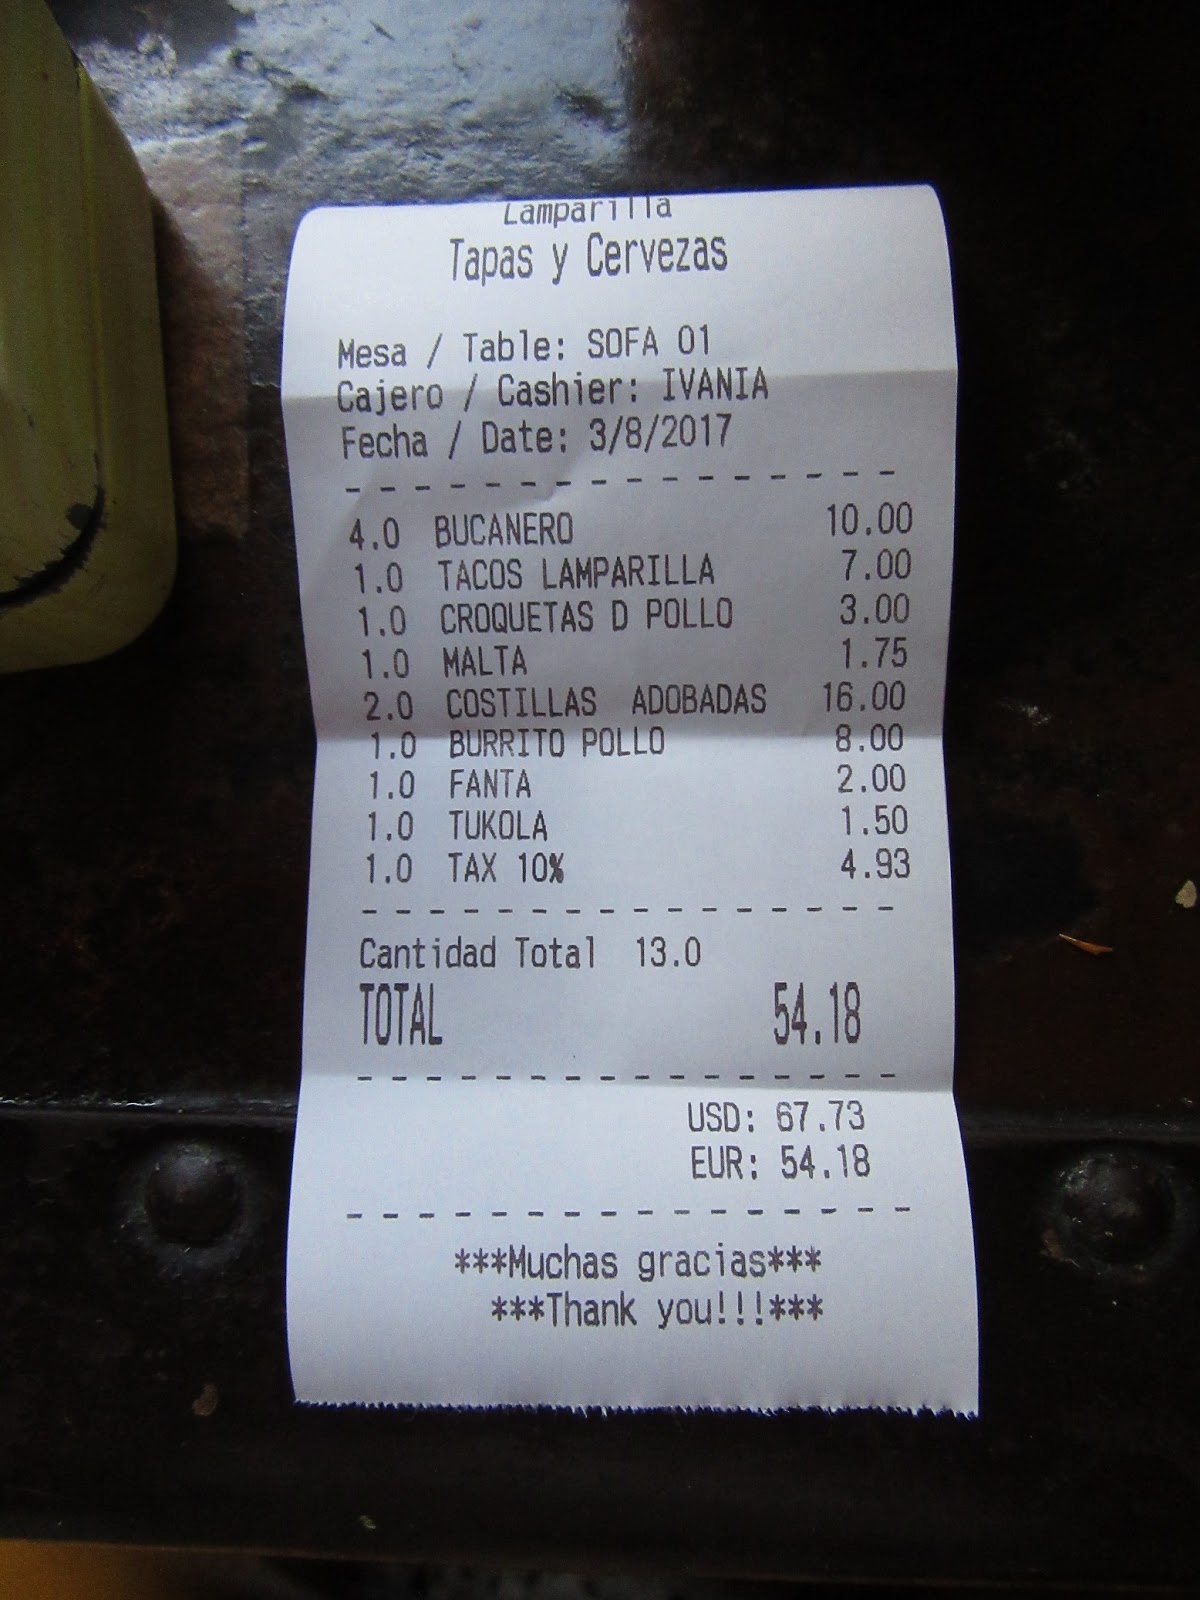 Lamparilla
Tapas y Cervezas
Mesa / Table: SOFA 01
Cajero / Cashier: IVANIA
Fecha / Date: 3/8/2017
- - - - - - - - - - - - - - - -
4.0 BUCANERO 10.00
1.0 TACOS LAMPARILLA 7.00
1.0 CROQUETAS D POLLO 3.00
1.0 MALTA 1.75
2.0 COSTILLAS ADOBADAS 16.00
1.0 BURRITO POLLO 8.00
1.0 FANTA 2.00
1.0 TUKOLA 1.50
1.0 TAX 10% 4.93
- - - - - - - - - - - - - - - -
Cantidad Total 13.0
TOTAL 54.18
- - - - - - - - - - - - - - - -
USD: 67.73
EUR: 54.18
- - - - - - - - - - - - - - - -
***Muchas gracias***
***Thank you!!!***